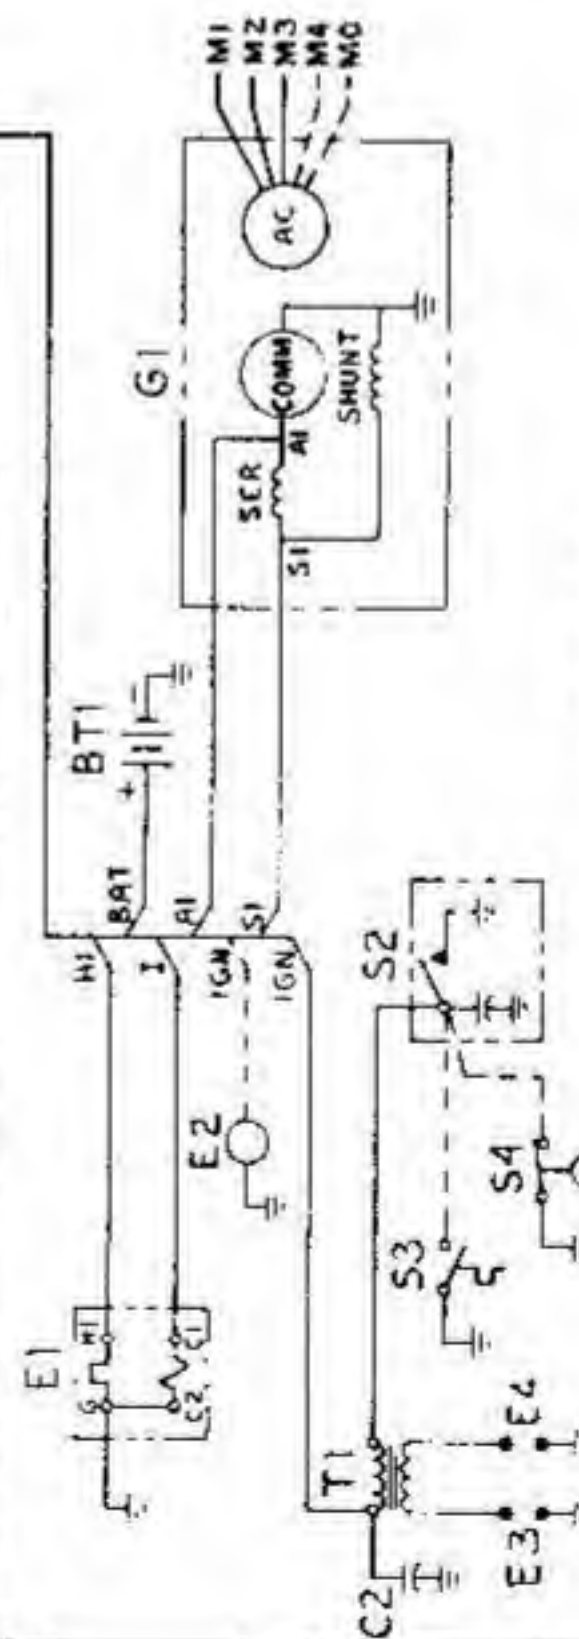 M1
M2
M3
M4
M0
AC
G1
COMM
SHUNT
A1
SER
S1
BT1
+
BAT
A1
S1
H1
I
IGN
IGN
S2
E2
S4
S3
E1
H1
G
C1
C2
T1
E4
E3
C2